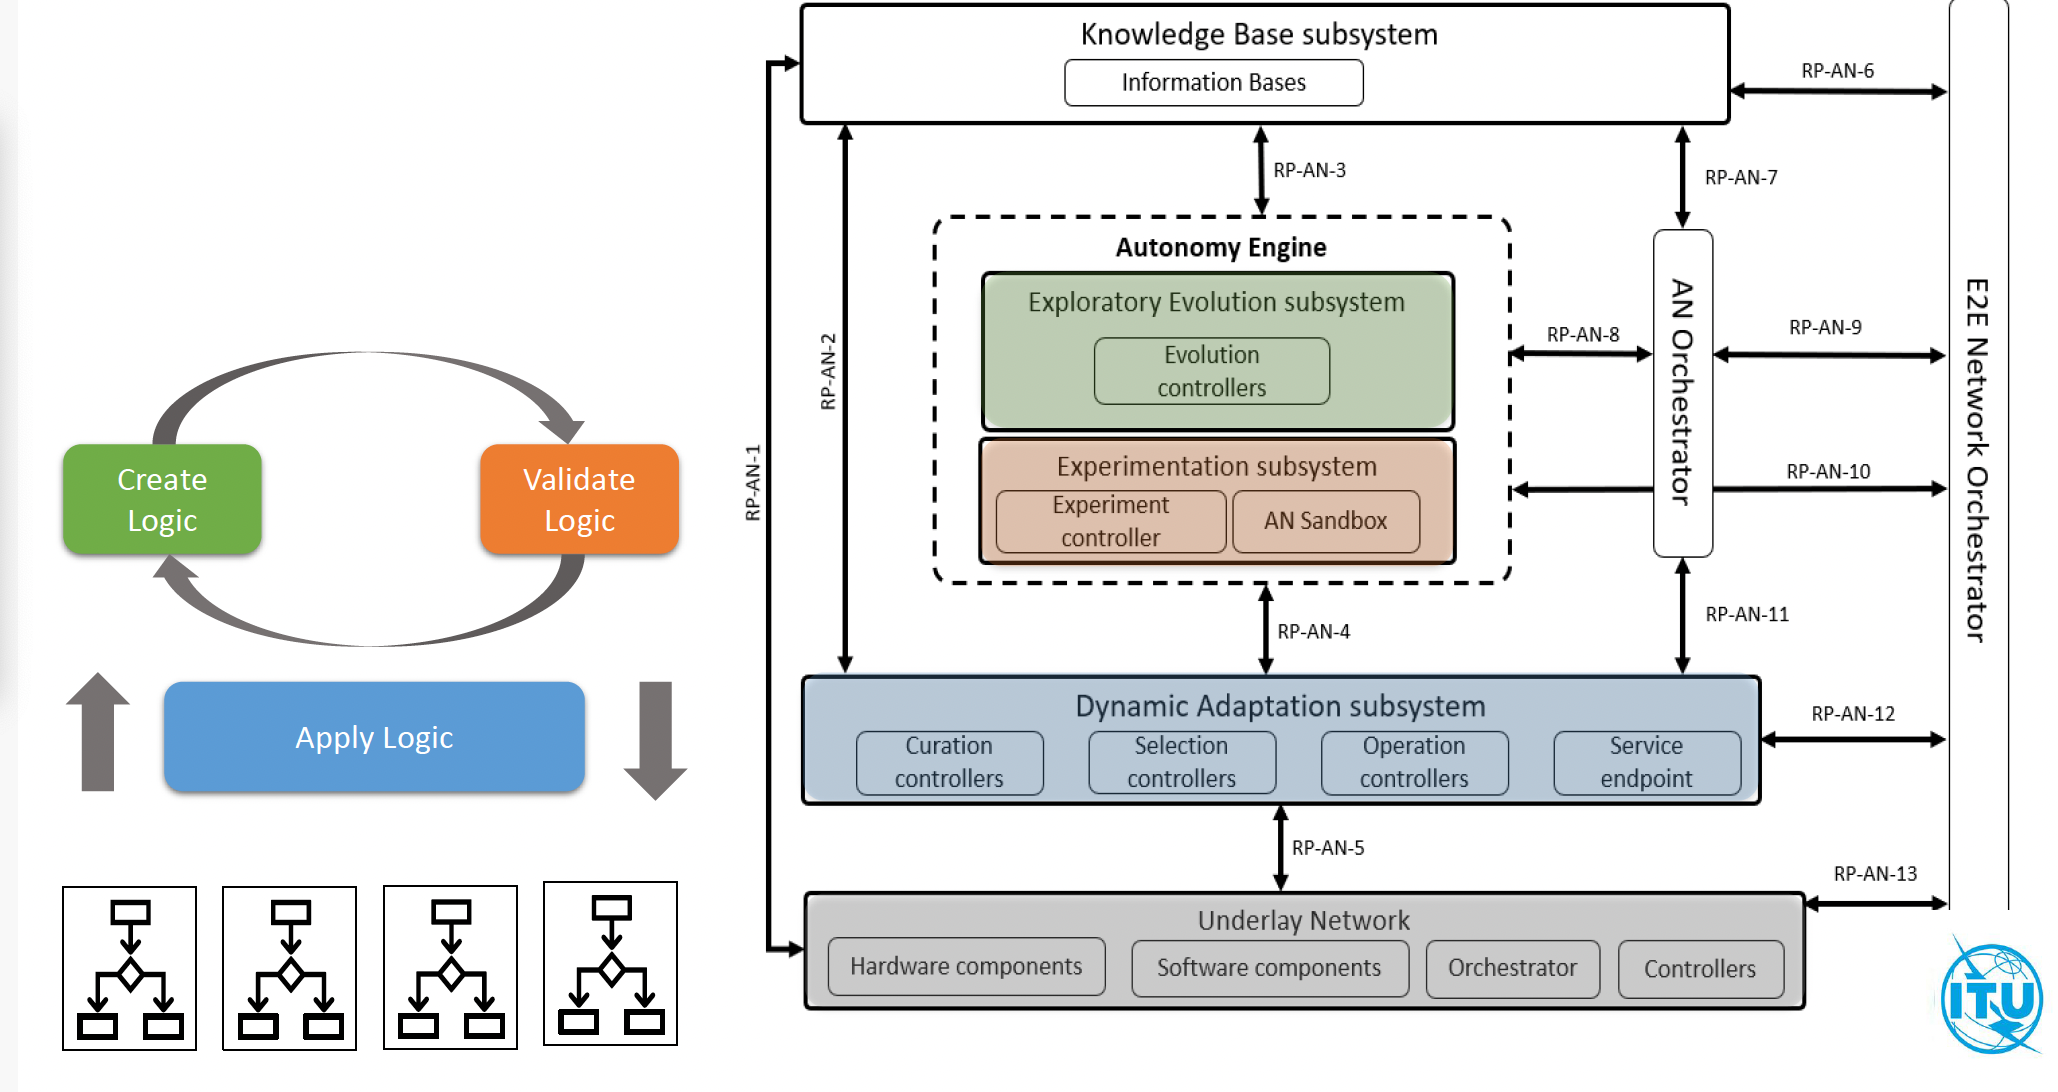 Create
Logic
Validate
Logic
Apply Logic
Knowledge Base subsystem
Information Bases
RP-AN-6
RP-AN-3
RP-AN-7
RP-AN-2
RP-AN-1
Autonomy Engine
Exploratory Evolution subsystem
Evolution
controllers
Experimentation subsystem
Experiment
controller
AN Sandbox
RP-AN-8
AN Orchestrator
RP-AN-9
RP-AN-10
E2E Network Orchestrator
RP-AN-4
RP-AN-11
Dynamic Adaptation subsystem
Curation
controllers
Selection
controllers
Operation
controllers
Service
endpoint
RP-AN-12
RP-AN-5
RP-AN-13
Underlay Network
Hardware components
Software components
Orchestrator
Controllers
ITU